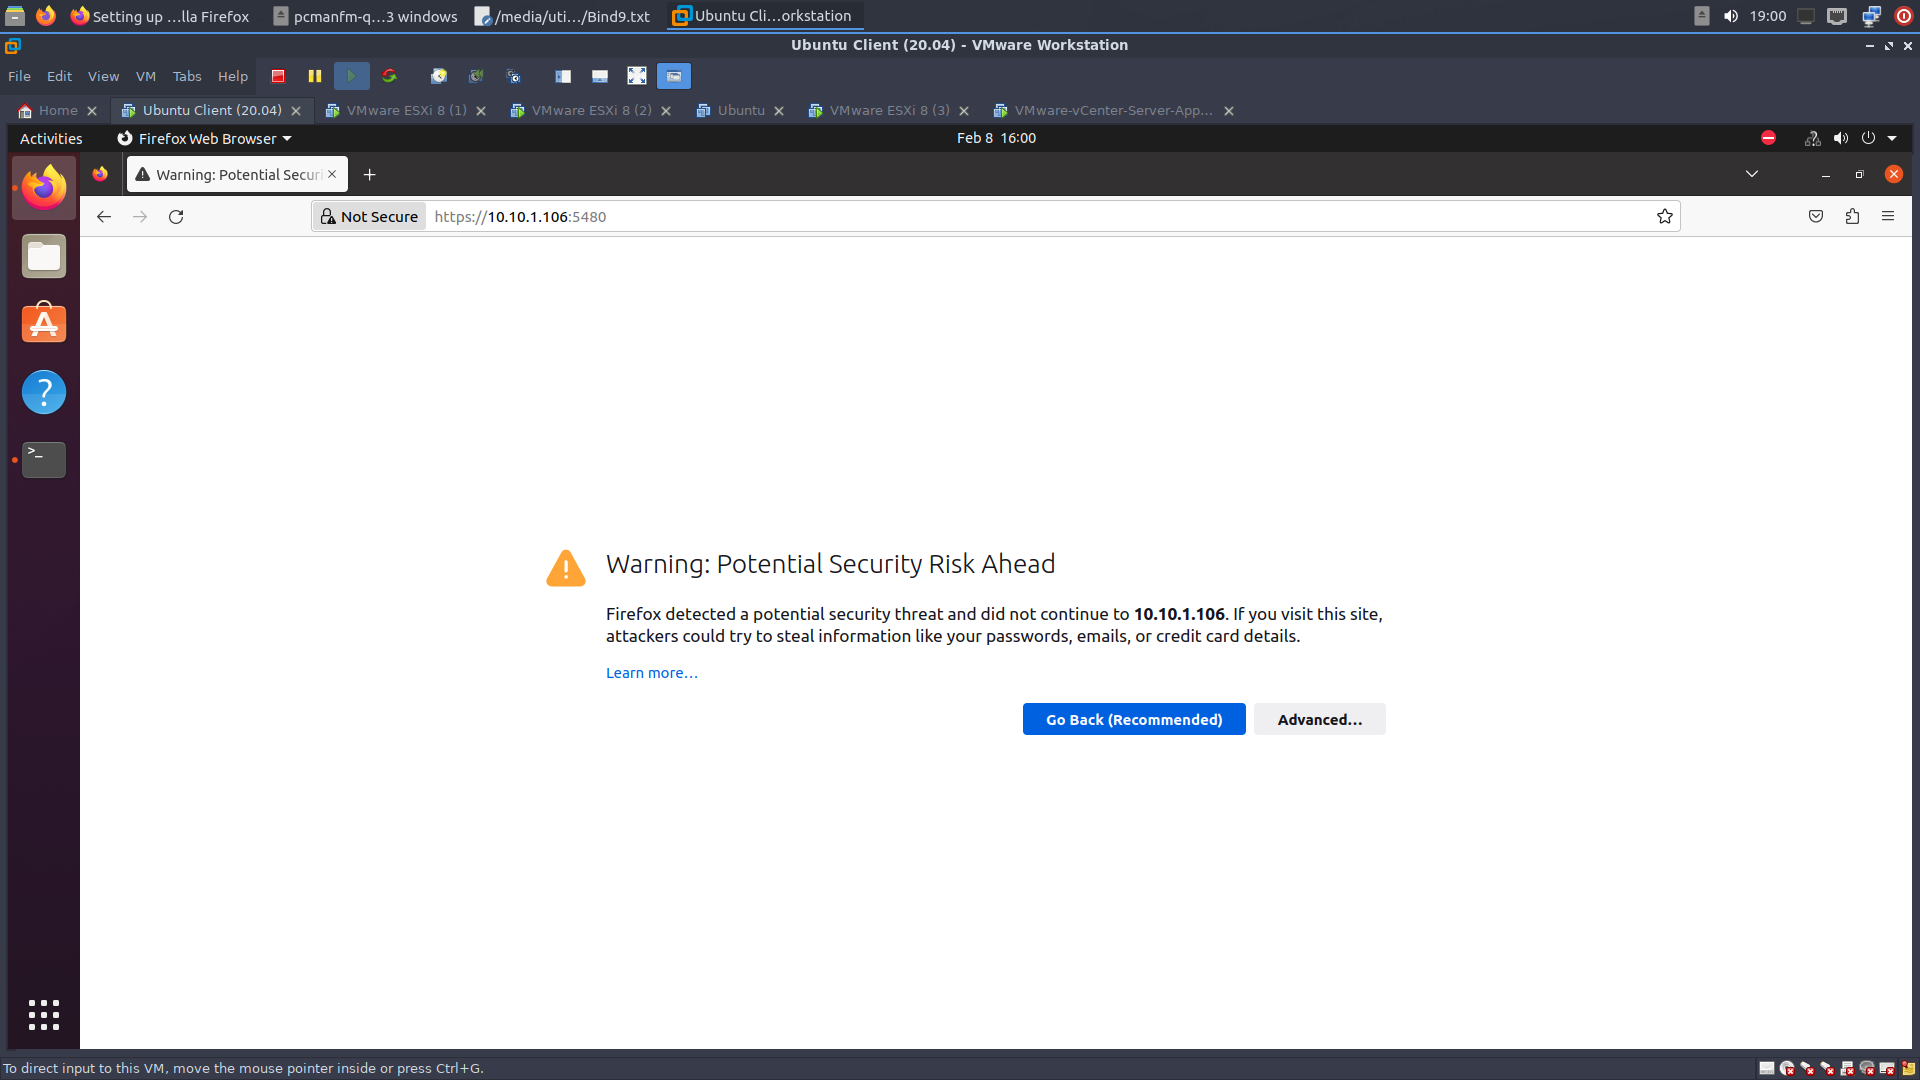 Setting up ...lla Firefox
pcmanfm-q...3 windows
/media/uti.../Bind9.txt
Ubuntu Cli...orkstation
19:00
Ubuntu Client (20.04) - VMware Workstation
File Edit View VM Tabs Help
Home
Ubuntu Client (20.04)
VMware ESXi 8 (1)
VMware ESXi 8 (2)
Ubuntu
VMware ESXi 8 (3)
VMware-vCenter-Server-App...
Activities
Firefox Web Browser
Feb 8 16:00
Warning: Potential Securi
Not Secure
https://10.10.1.106:5480
Warning: Potential Security Risk Ahead
Firefox detected a potential security threat and did not continue to 10.10.1.106. If you visit this site,
attackers could try to steal information like your passwords, emails, or credit card details.
Learn more…
Go Back (Recommended)
Advanced…
To direct input to this VM, move the mouse pointer inside or press Ctrl+G.